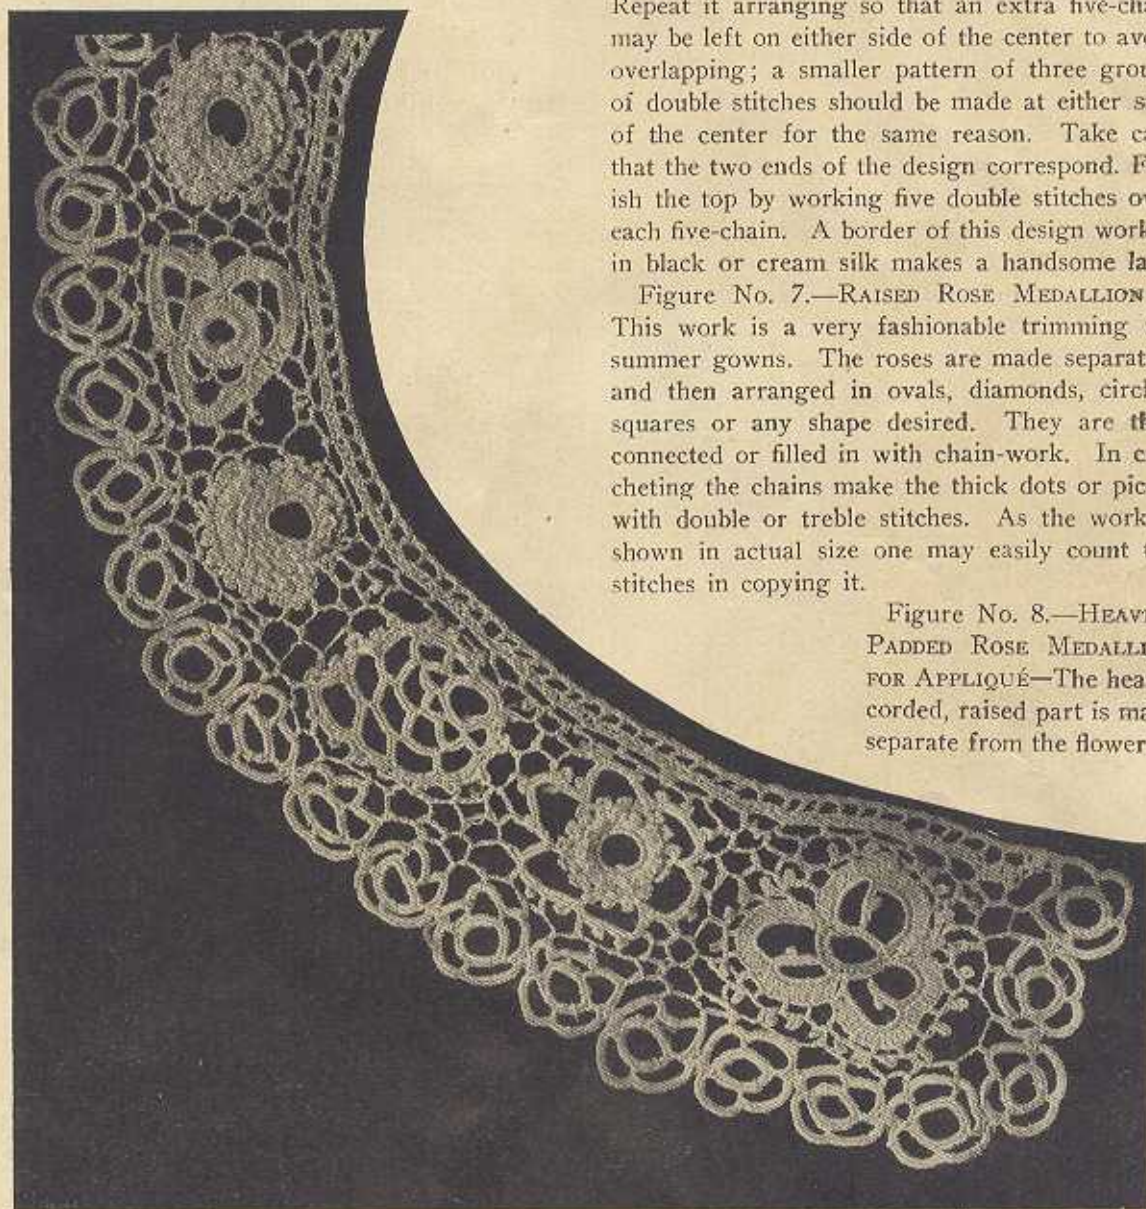 Repeat it arranging so that an extra five-cha
may be left on either side of the center to avo
overlapping; a smaller pattern of three grou
of double stitches should be made at either s
of the center for the same reason. Take ca
that the two ends of the design correspond. F
ish the top by working five double stitches ov
each five-chain. A border of this design work
in black or cream silk makes a handsome la
Figure No. 7.—RAISED ROSE MEDALLION
This work is a very fashionable trimming
summer gowns. The roses are made separat
and then arranged in ovals, diamonds, circl
squares or any shape desired. They are th
connected or filled in with chain-work. In c
cheting the chains make the thick dots or pic
with double or treble stitches. As the work
shown in actual size one may easily count t
stitches in copying it.
Figure No. 8.—HEAV
PADDED ROSE MEDALLI
FOR APPLIQUÉ—The hea
corded, raised part is ma
separate from the flower